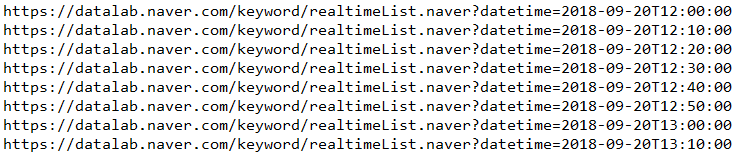 https://datalab.naver.com/keyword/realtimeList.naver?datetime=2018-09-20T12:00:00
https://datalab.naver.com/keyword/realtimeList.naver?datetime=2018-09-20T12:10:00
https://datalab.naver.com/keyword/realtimeList.naver?datetime=2018-09-20T12:20:00
https://datalab.naver.com/keyword/realtimeList.naver?datetime=2018-09-20T12:30:00
https://datalab.naver.com/keyword/realtimeList.naver?datetime=2018-09-20T12:40:00
https://datalab.naver.com/keyword/realtimeList.naver?datetime=2018-09-20T12:50:00
https://datalab.naver.com/keyword/realtimeList.naver?datetime=2018-09-20T13:00:00
https://datalab.naver.com/keyword/realtimeList.naver?datetime=2018-09-20T13:10:00